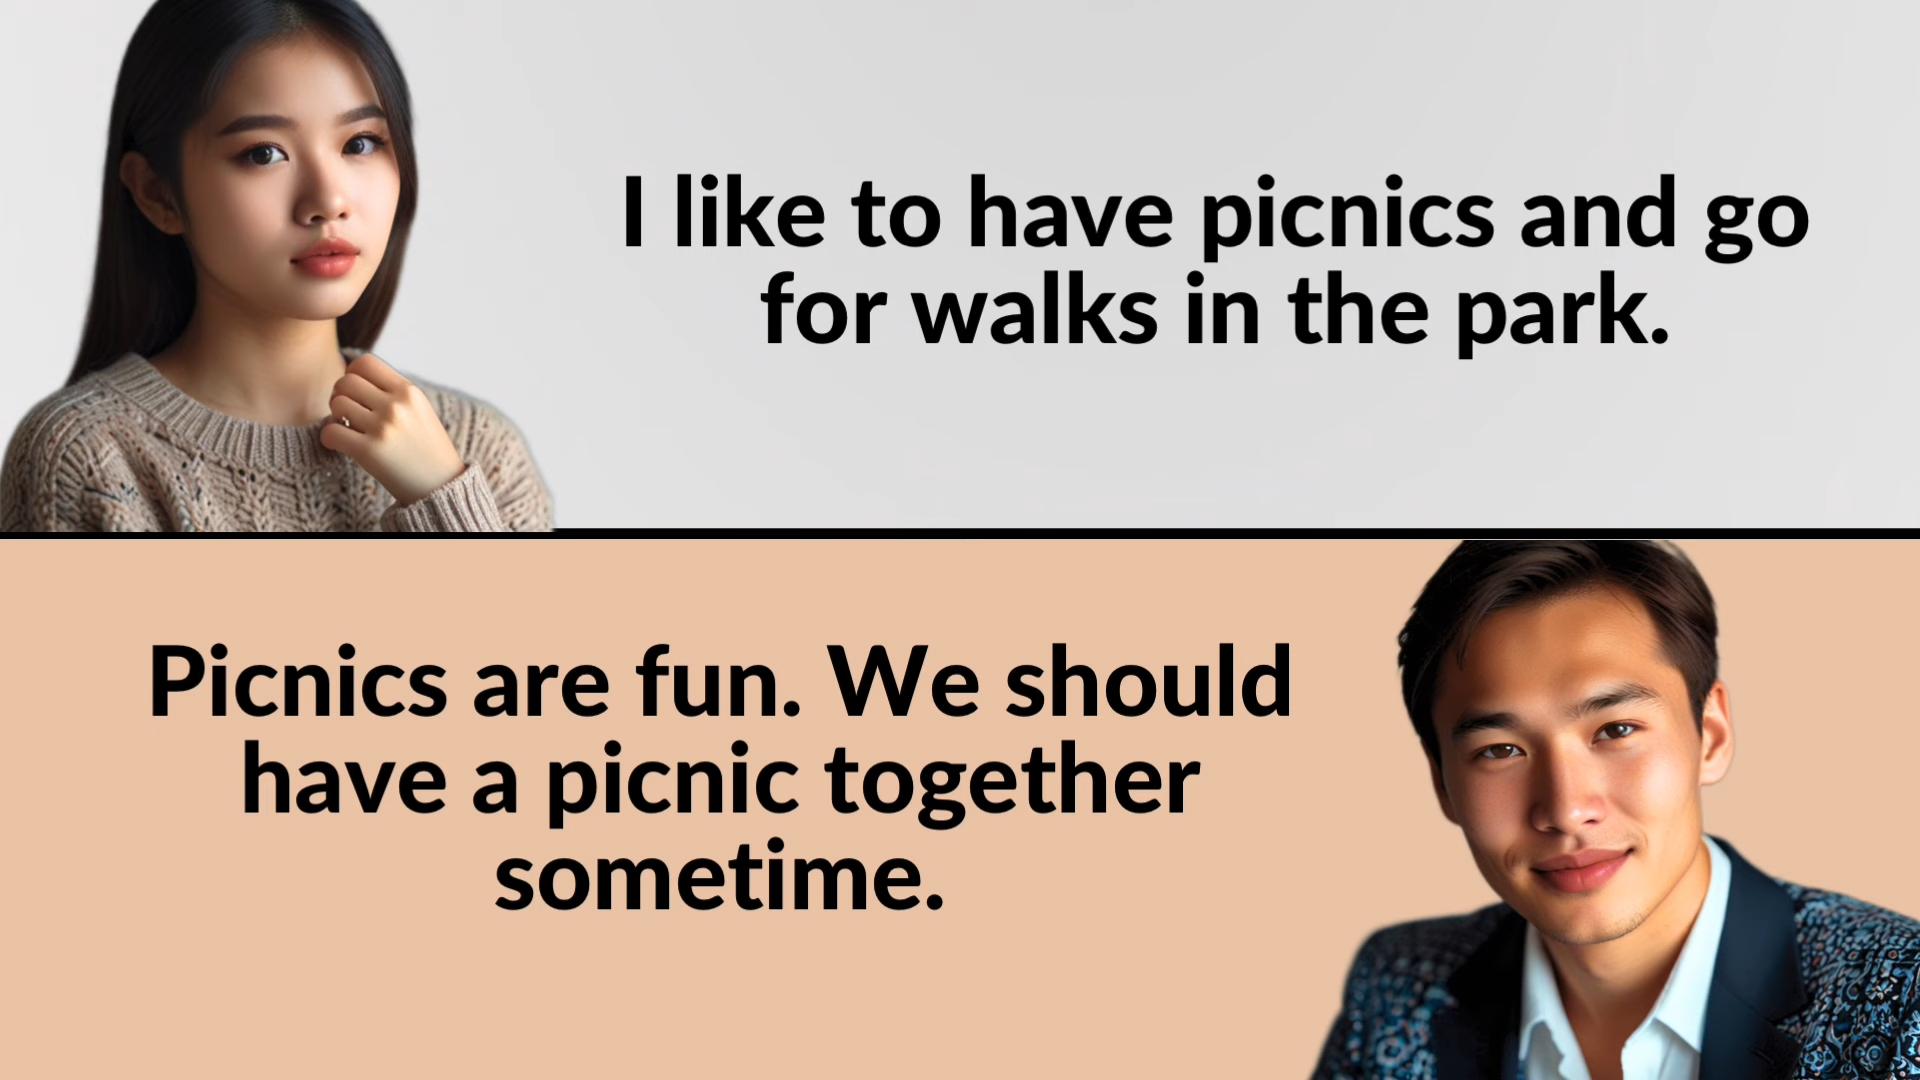 I like to have picnics and go
for walks in the park.
Picnics are fun. We should
have a picnic together
sometime.